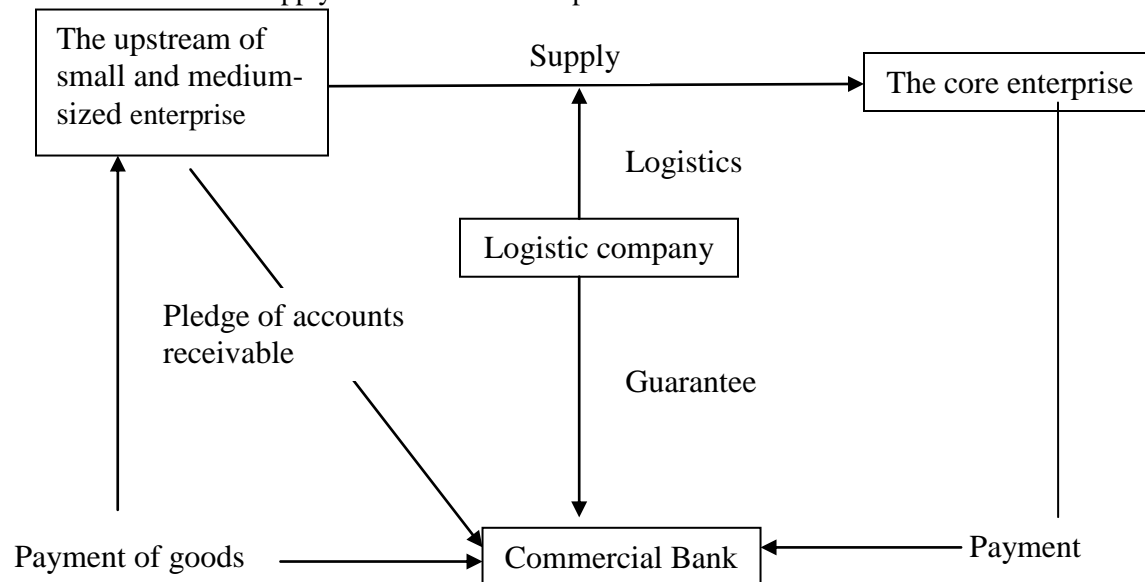 The upstream of
small and medium-
sized enterprise
Supply
The core enterprise
Logistics
Logistic company
Pledge of accounts
receivable
Guarantee
Payment of goods
Commercial Bank
Payment